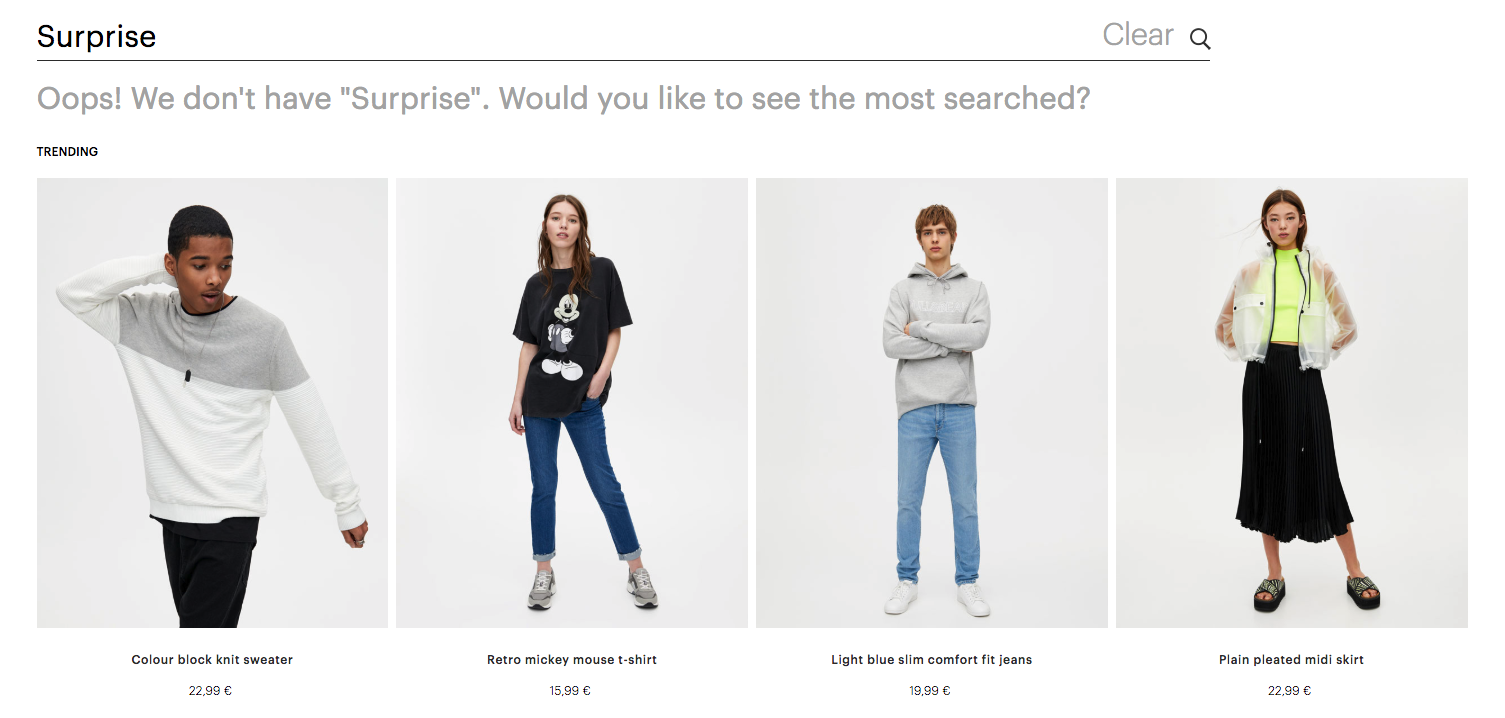 Surprise
Clear
Oops! We don't have "Surprise". Would you like to see the most searched?
TRENDING
Colour block knit sweater
Retro mickey mouse t-shirt
Light blue slim comfort fit jeans
Plain pleated midi skirt
22,99 €
15,99 €
19,99 €
22,99 €